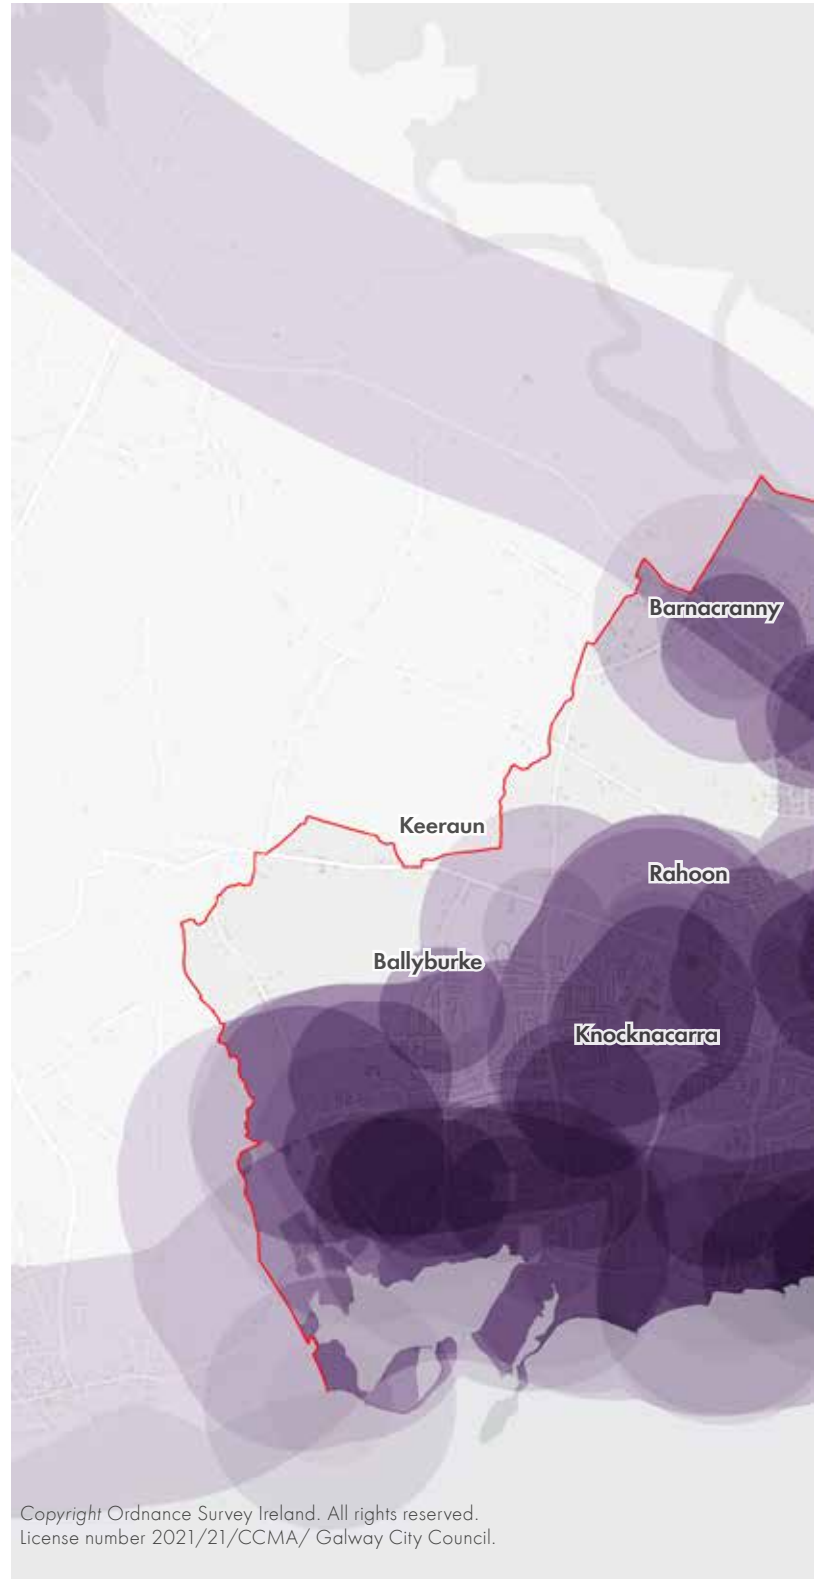 Barnacranny
Keeraun
Rahoon
Ballyburke
Knocknacarra
Copyright Ordnance Survey Ireland. All rights reserved.
License number 2021/21/CCMA/ Galway City Council.